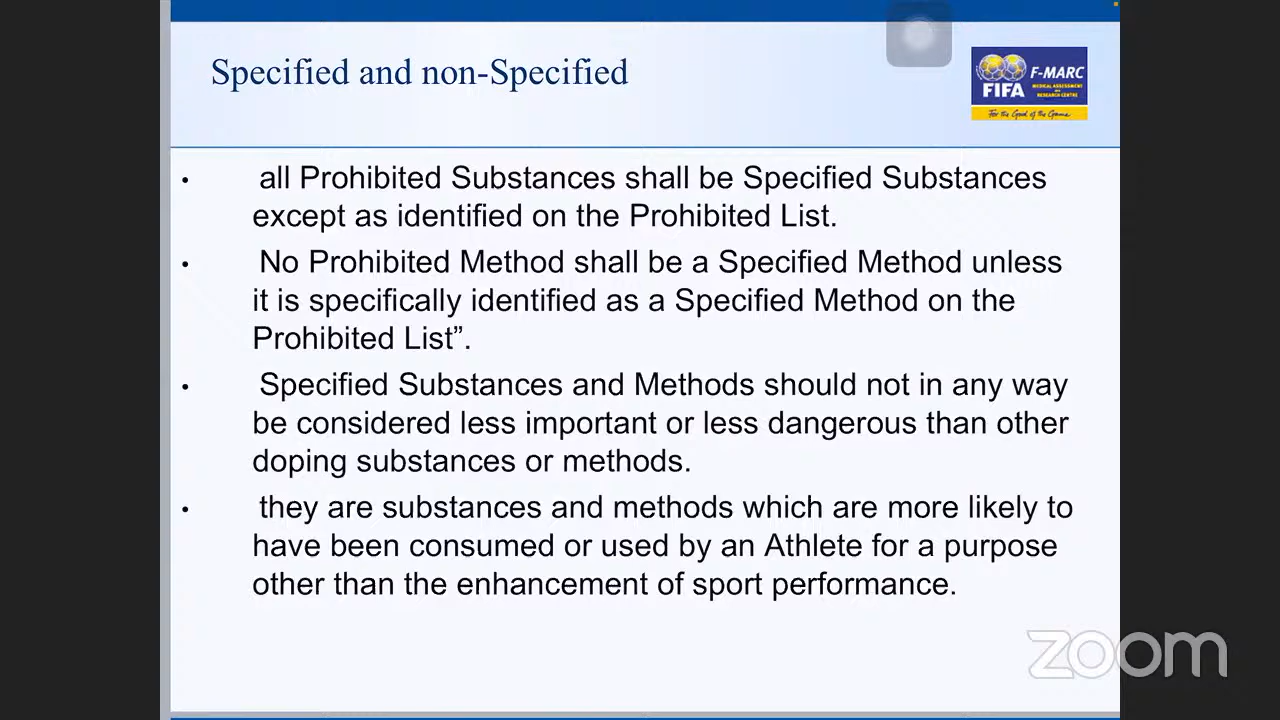 Specified and non-Specified
F-MARC
FIFA
MEDICAL ASSESSMENT
AND
RESEARCH CENTRE
For the Good of the Game
• all Prohibited Substances shall be Specified Substances
except as identified on the Prohibited List.
• No Prohibited Method shall be a Specified Method unless
it is specifically identified as a Specified Method on the
Prohibited List”.
• Specified Substances and Methods should not in any way
be considered less important or less dangerous than other
doping substances or methods.
• they are substances and methods which are more likely to
have been consumed or used by an Athlete for a purpose
other than the enhancement of sport performance.
zoom